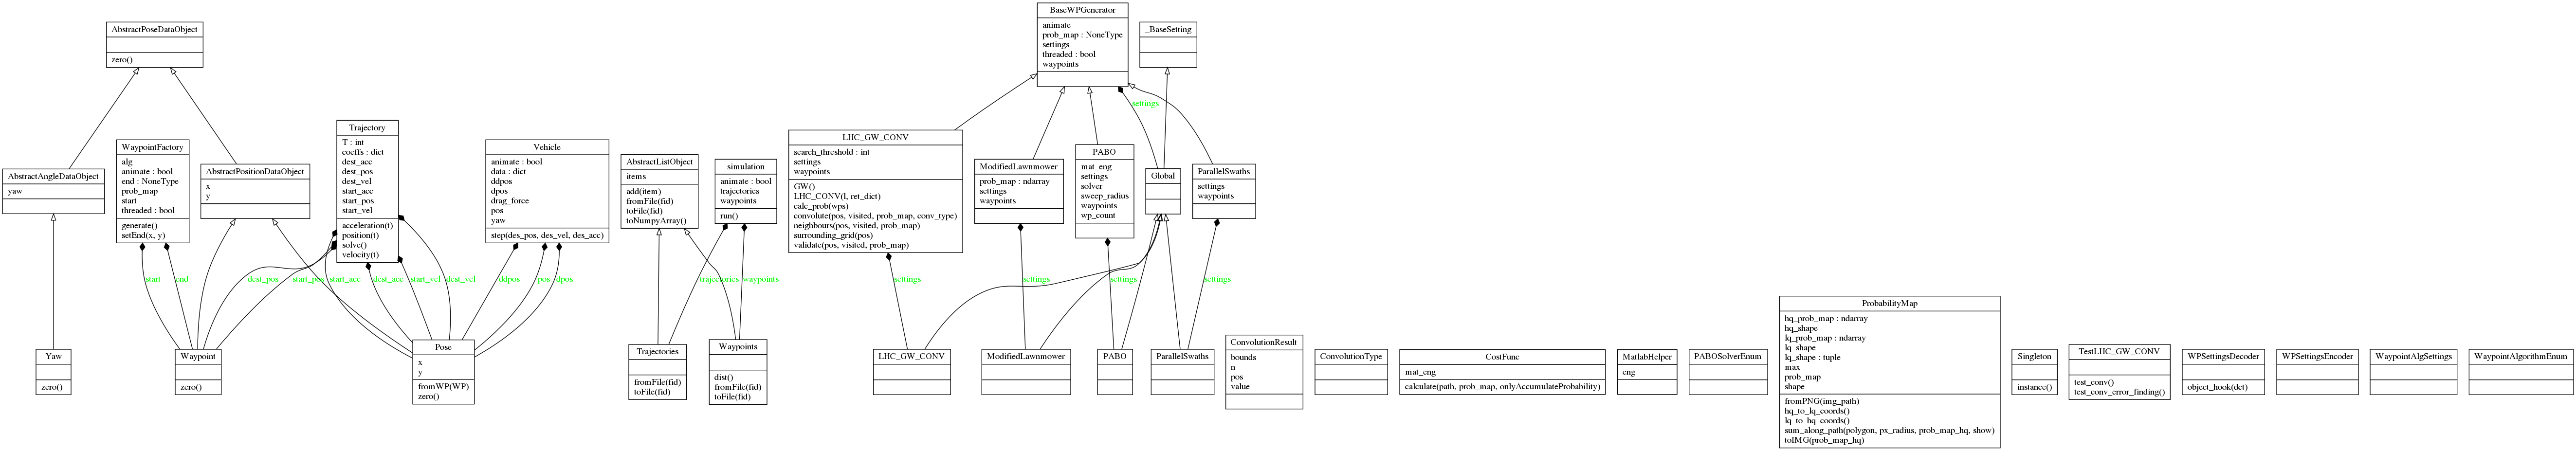 AbstractPoseDataObject
zero()
AbstractAngleDataObject
yaw
WaypointFactory
alg
animate : bool
end : NoneType
prob_map
start
threaded : bool
generate()
setEnd(x, y)
AbstractPositionDataObject
x
y
Trajectory
T : int
coeffs : dict
dest_acc
dest_pos
dest_vel
start_acc
start_pos
start_vel
acceleration(t)
position(t)
solve()
velocity(t)
Vehicle
animate : bool
data : dict
ddpos
dpos
drag_force
pos
yaw
step(des_pos, des_vel, des_acc)
AbstractListObject
items
add(item)
fromFile(fid)
toFile(fid)
toNumpyArray()
simulation
animate : bool
trajectories
waypoints
run()
BaseWPGenerator
animate
prob_map : NoneType
settings
threaded : bool
waypoints
_BaseSetting
settings
LHC_GW_CONV
search_threshold : int
settings
waypoints
GW()
LHC_CONV(l, ret_dict)
calc_prob(wps)
convolute(pos, visited, prob_map, conv_type)
neighbours(pos, visited, prob_map)
surrounding_grid(pos)
validate(pos, visited, prob_map)
ModifiedLawnmower
prob_map : ndarray
settings
waypoints
PABO
mat_eng
settings
solver
sweep_radius
waypoints
wp_count
Global
ParallelSwaths
settings
waypoints
start
end
dest_pos
start_pos
start_acc
dest_acc
start_vel
dest_vel
ddpos
pos
dpos
trajectories
waypoints
settings
settings
settings
settings
Yaw
zero()
Waypoint
zero()
Pose
x
y
fromWP(WP)
zero()
Trajectories
fromFile(fid)
toFile(fid)
Waypoints
dist()
fromFile(fid)
toFile(fid)
LHC_GW_CONV
ModifiedLawnmower
PABO
ParallelSwaths
ConvolutionResult
bounds
n
pos
value
ConvolutionType
CostFunc
mat_eng
calculate(path, prob_map, onlyAccumulateProbability)
MatlabHelper
eng
PABOSolverEnum
ProbabilityMap
hq_prob_map : ndarray
hq_shape
lq_prob_map : ndarray
lq_shape
lq_shape : tuple
max
prob_map
shape
fromPNG(img_path)
hq_to_lq_coords()
lq_to_hq_coords()
sum_along_path(polygon, px_radius, prob_map_hq, show)
toIMG(prob_map_hq)
Singleton
instance()
TestLHC_GW_CONV
test_conv()
test_conv_error_finding()
WPSettingsDecoder
object_hook(dct)
WPSettingsEncoder
WaypointAlgSettings
WaypointAlgorithmEnum